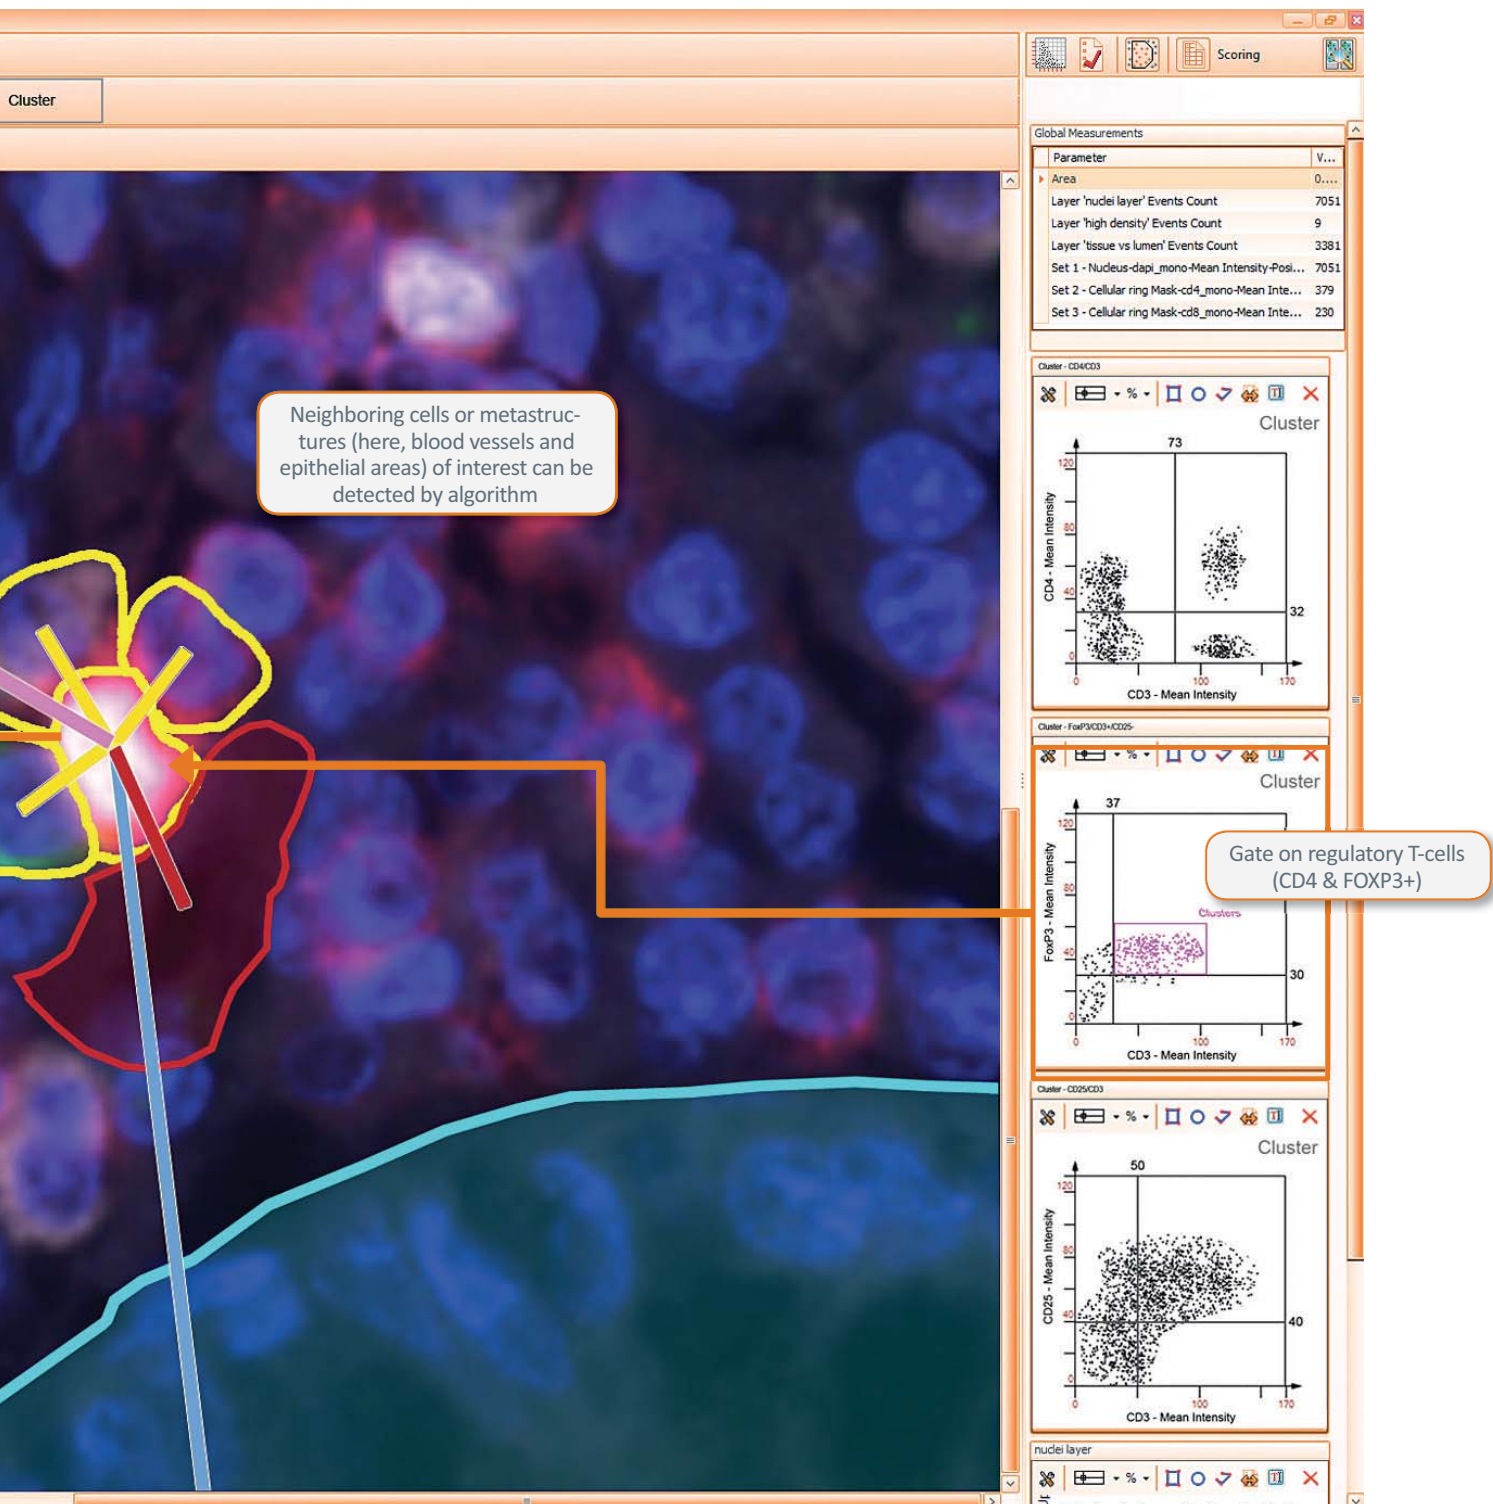 Scoring
Cluster
Global Measurements
Parameter V...
Area 0....
Layer 'nuclei layer' Events Count 7051
Layer 'high density' Events Count 9
Layer 'tissue vs lumen' Events Count 3381
Set 1 - Nucleus-dapi_mono-Mean Intensity-Posi... 7051
Set 2 - Cellular ring Mask-cd4_mono-Mean Inte... 379
Set 3 - Cellular ring Mask-cd8_mono-Mean Inte... 230
Neighboring cells or metastruc-
tures (here, blood vessels and
epithelial areas) of interest can be
detected by algorithm
Cluster - CD4/CD3
%
Cluster
73
120
80
40
0
CD4 - Mean Intensity
32
0 100 170
CD3 - Mean Intensity
Cluster - FoxP3/CD3+/CD25-
%
Cluster
37
120
80
40
0
FoxP3 - Mean Intensity
Clusters
30
0 100 170
CD3 - Mean Intensity
Gate on regulatory T-cells
(CD4 & FOXP3+)
Cluster - CD25/CD3
%
Cluster
50
120
80
40
0
CD25 - Mean Intensity
40
0 100 170
CD3 - Mean Intensity
nuclei layer
%